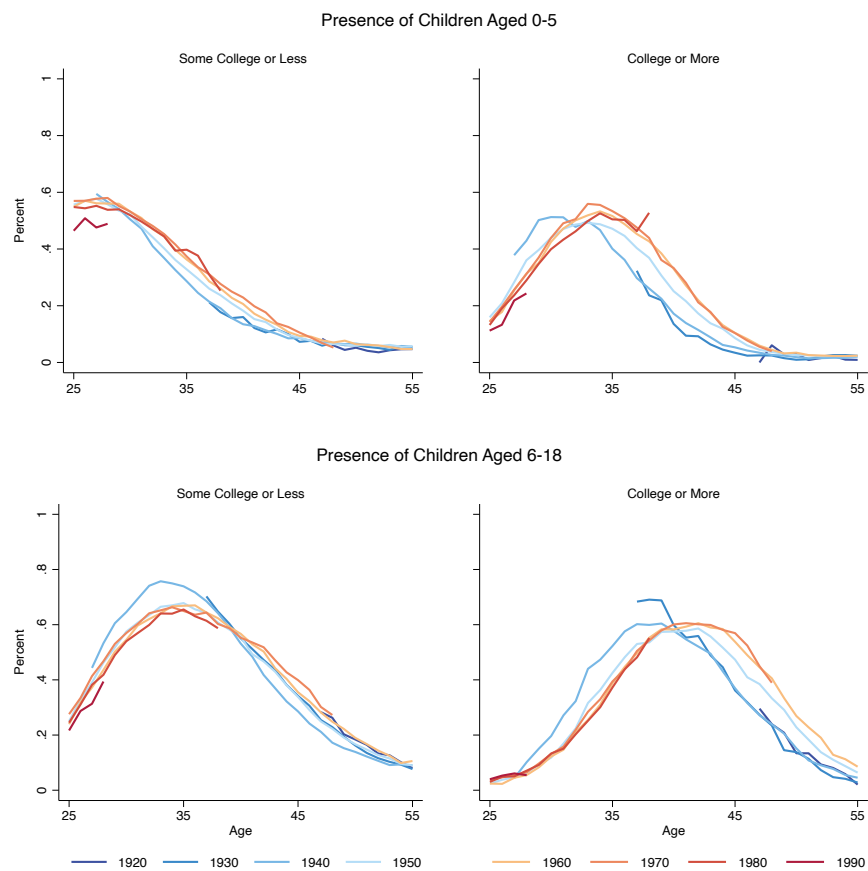 Presence of Children Aged 0-5
Some College or Less
College or More
Percent
1
.8
.6
.4
.2
0
25 35 45 55
25 35 45 55
Presence of Children Aged 6-18
Some College or Less
College or More
Percent
1
.8
.6
.4
.2
0
25 35 45 55
25 35 45 55
Age
Age
1920 1930 1940 1950 1960 1970 1980 1990